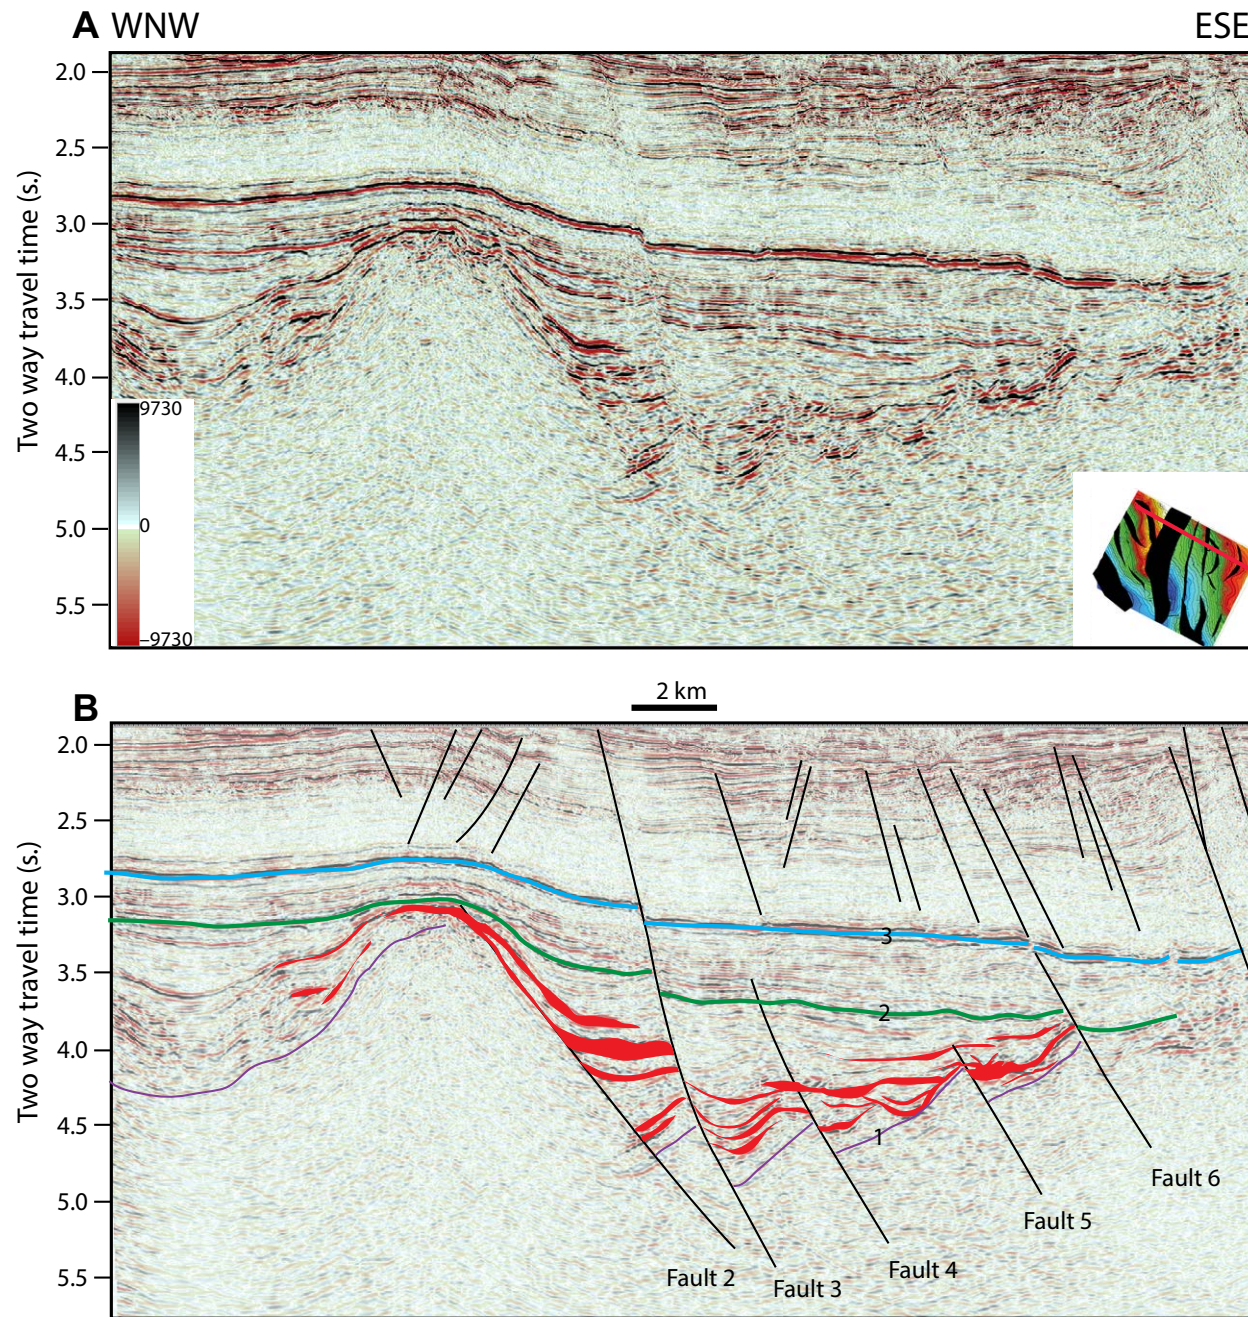 A WNW
ESE
Two way travel time (s.)
2.0
2.5
3.0
3.5
4.0
4.5
5.0
5.5
9730
0
–9730
2 km
B
Two way travel time (s.)
2.0
2.5
3.0
3.5
4.0
4.5
5.0
5.5
3
2
1
Fault 6
Fault 5
Fault 4
Fault 2
Fault 3